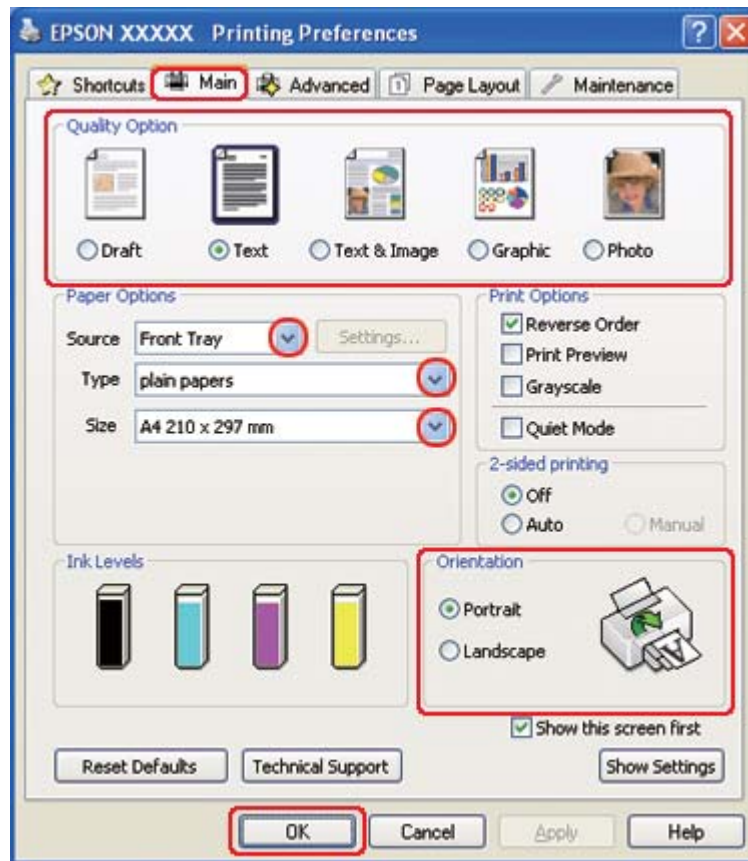 EPSON XXXXX Printing Preferences
Shortcuts Main Advanced Page Layout Maintenance
Quality Option
Draft Text Text & Image Graphic Photo
Paper Options
Source Front Tray Settings...
Type plain papers
Size A4 210 x 297 mm
Print Options
Reverse Order
Print Preview
Grayscale
Quiet Mode
2-sided printing
Off
Auto Manual
Ink Levels
Orientation
Portrait
Landscape
Show this screen first
Reset Defaults Technical Support Show Settings
OK Cancel Apply Help